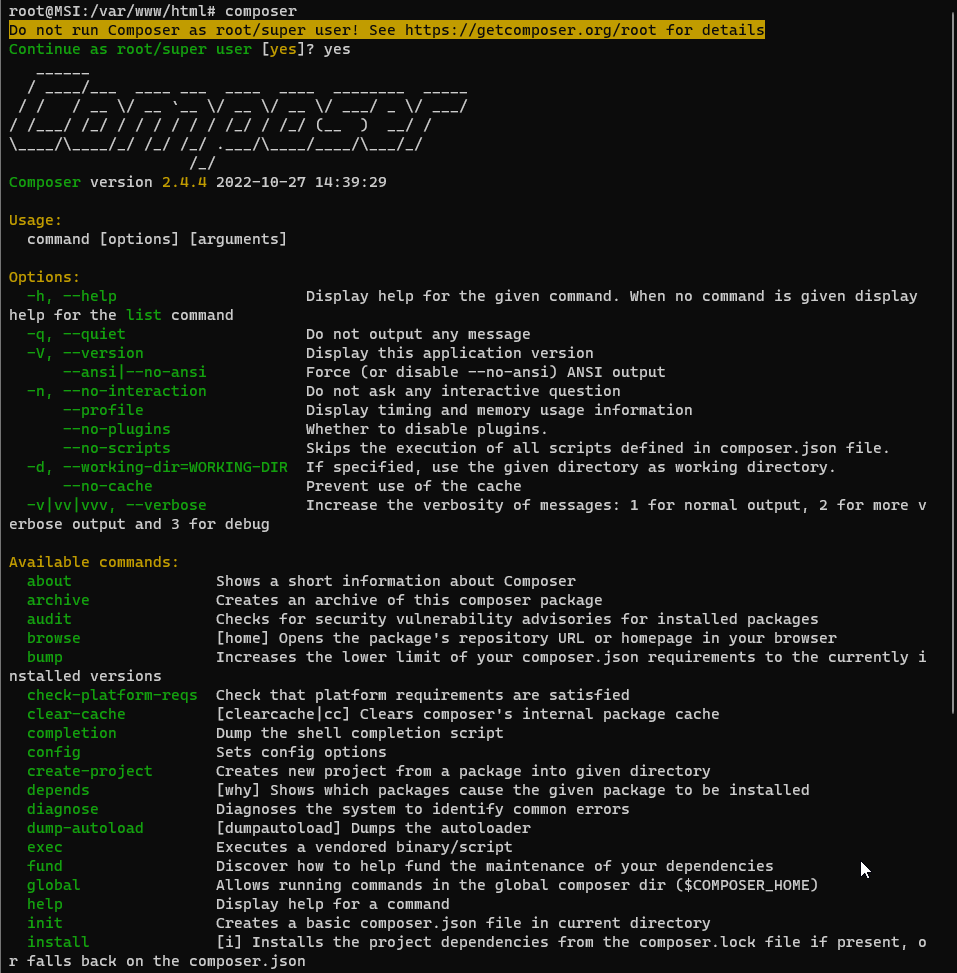 root@MSI:/var/www/html# composer
Do not run Composer as root/super user! See https://getcomposer.org/root for details
Continue as root/super user [yes]? yes
   ______
  / ____/___  ____ ___  ____  ____  ________  _____
 / /   / __ \/ __ `__ \/ __ \/ __ \/ ___/ _ \/ ___/
/ /___/ /_/ / / / / / / /_/ / /_/ (__  )  __/ /
\____/\____/_/ /_/ /_/ .___/\____/____/\___/_/
                    /_/
Composer version 2.4.4 2022-10-27 14:39:29

Usage:
  command [options] [arguments]

Options:
  -h, --help                     Display help for the given command. When no command is given display
help for the list command
  -q, --quiet                    Do not output any message
  -V, --version                  Display this application version
      --ansi|--no-ansi           Force (or disable --no-ansi) ANSI output
  -n, --no-interaction           Do not ask any interactive question
      --profile                  Display timing and memory usage information
      --no-plugins               Whether to disable plugins.
      --no-scripts               Skips the execution of all scripts defined in composer.json file.
  -d, --working-dir=WORKING-DIR  If specified, use the given directory as working directory.
      --no-cache                 Prevent use of the cache
  -v|vv|vvv, --verbose           Increase the verbosity of messages: 1 for normal output, 2 for more v
erbose output and 3 for debug

Available commands:
  about                Shows a short information about Composer
  archive              Creates an archive of this composer package
  audit                Checks for security vulnerability advisories for installed packages
  browse               [home] Opens the package's repository URL or homepage in your browser
  bump                 Increases the lower limit of your composer.json requirements to the currently i
nstalled versions
  check-platform-reqs  Check that platform requirements are satisfied
  clear-cache          [clearcache|cc] Clears composer's internal package cache
  completion           Dump the shell completion script
  config               Sets config options
  create-project       Creates new project from a package into given directory
  depends              [why] Shows which packages cause the given package to be installed
  diagnose             Diagnoses the system to identify common errors
  dump-autoload        [dumpautoload] Dumps the autoloader
  exec                 Executes a vendored binary/script
  fund                 Discover how to help fund the maintenance of your dependencies
  global               Allows running commands in the global composer dir ($COMPOSER_HOME)
  help                 Display help for a command
  init                 Creates a basic composer.json file in current directory
  install              [i] Installs the project dependencies from the composer.lock file if present, o
r falls back on the composer.json